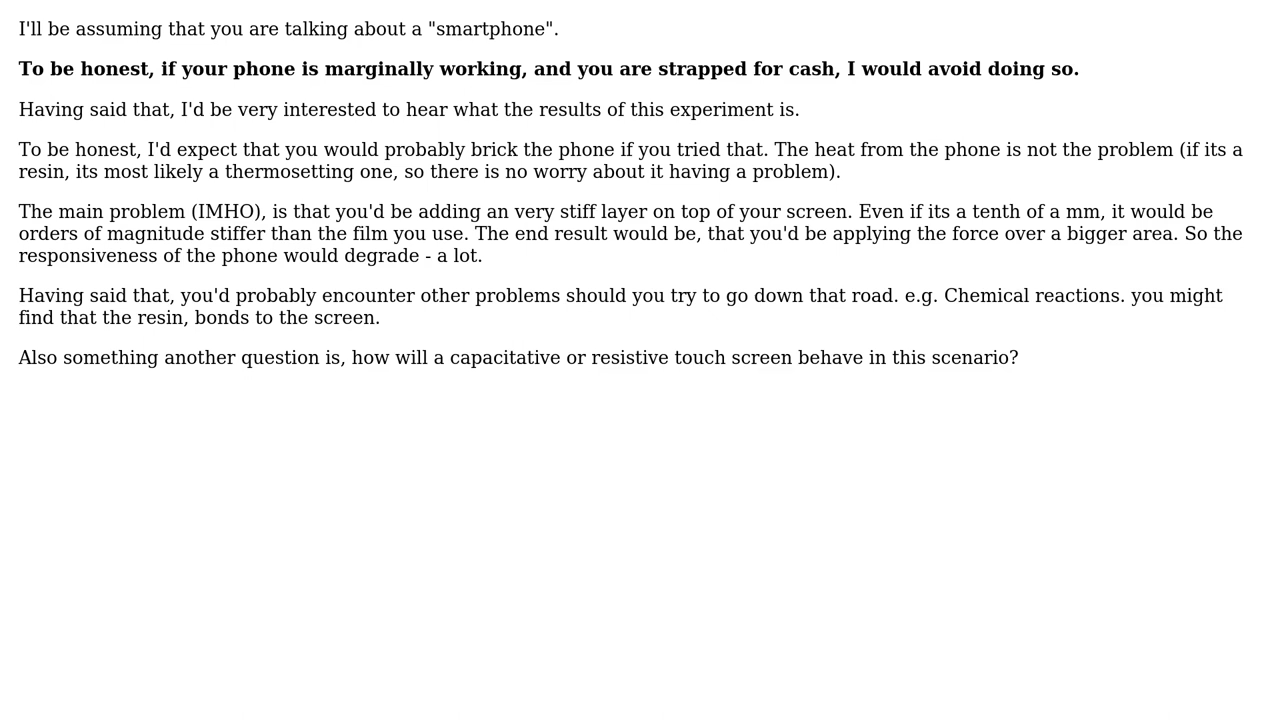 I'll be assuming that you are talking about a "smartphone".
To be honest, if your phone is marginally working, and you are strapped for cash, I would avoid doing so.
Having said that, I'd be very interested to hear what the results of this experiment is.
To be honest, I'd expect that you would probably brick the phone if you tried that. The heat from the phone is not the problem (if its a
resin, its most likely a thermosetting one, so there is no worry about it having a problem).
The main problem (IMHO), is that you'd be adding an very stiff layer on top of your screen. Even if its a tenth of a mm, it would be
orders of magnitude stiffer than the film you use. The end result would be, that you'd be applying the force over a bigger area. So the
responsiveness of the phone would degrade - a lot.
Having said that, you'd probably encounter other problems should you try to go down that road. e.g. Chemical reactions. you might
find that the resin, bonds to the screen.
Also something another question is, how will a capacitative or resistive touch screen behave in this scenario?